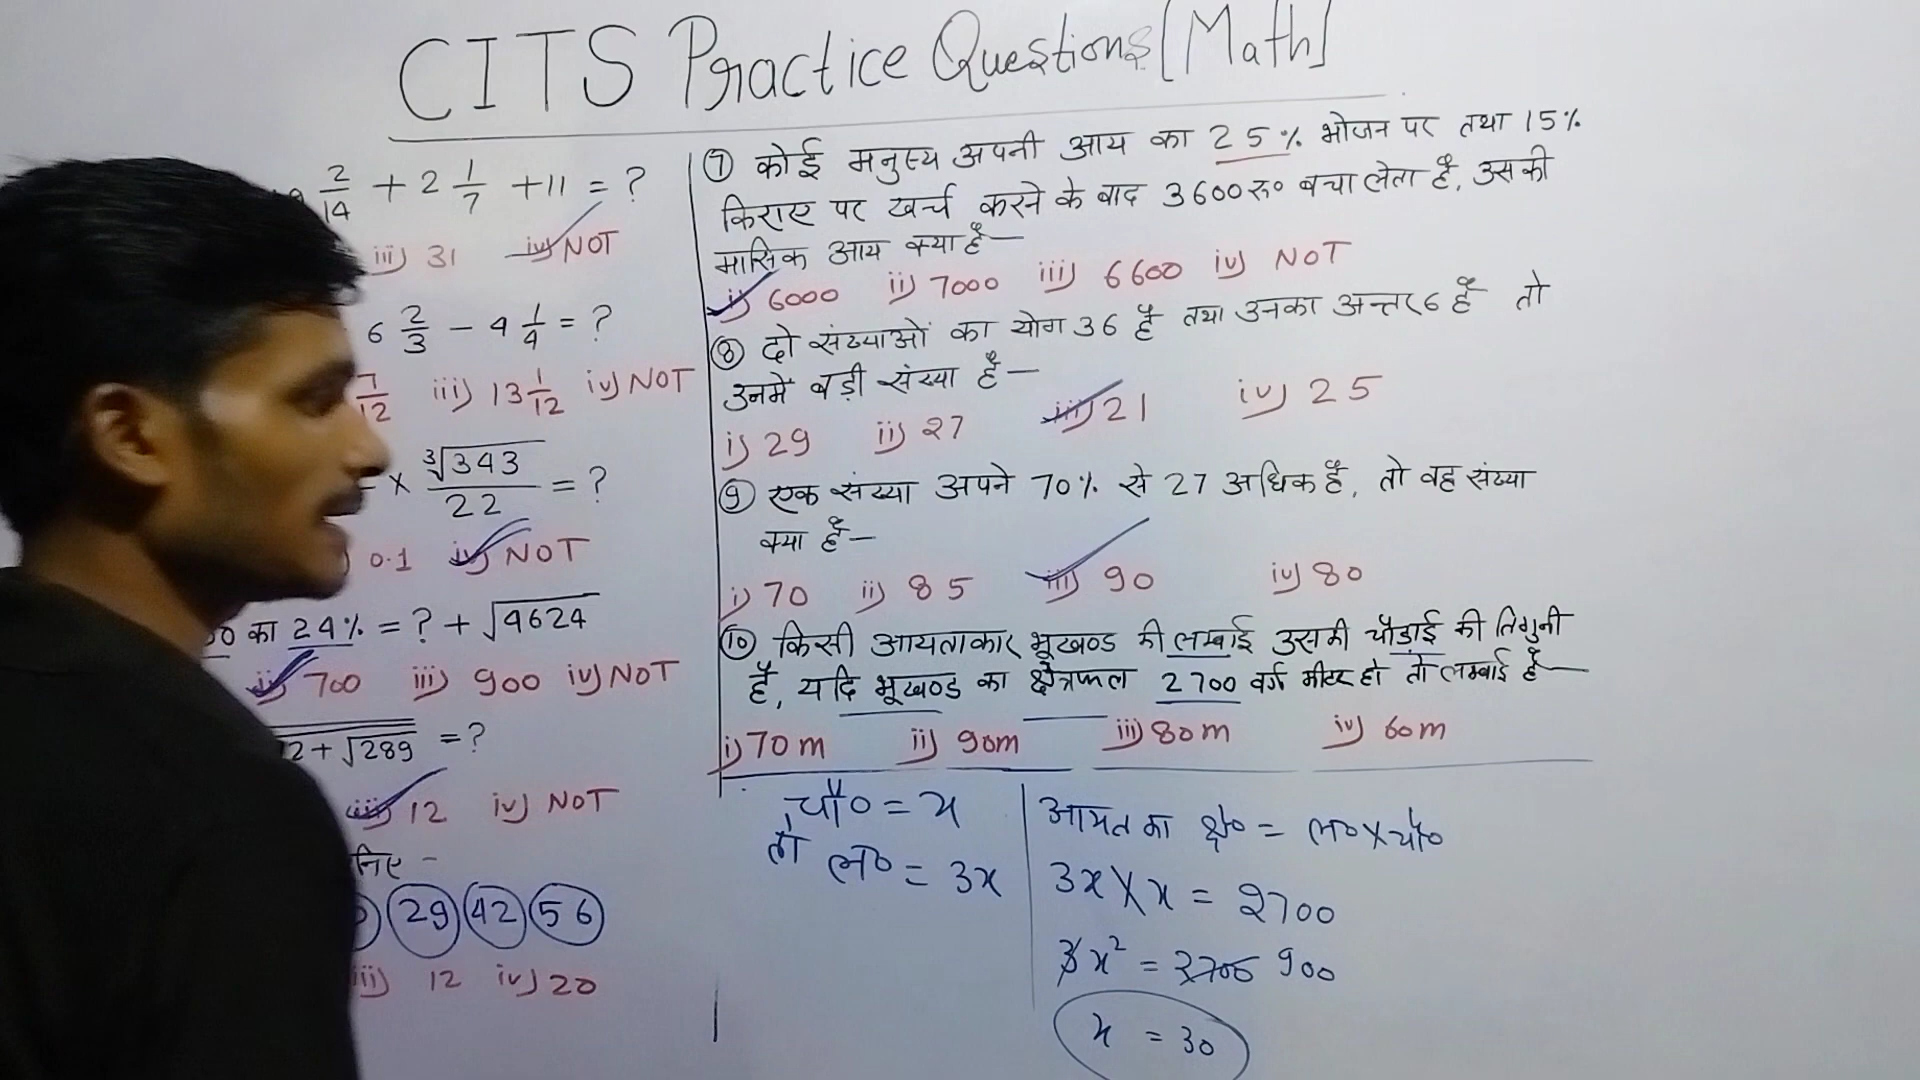 CITS Practice Questions [Math]
2/14 + 2 1/7 + 11 = ?
iii) 31 iv) NOT
6 2/3 - 4 1/4 = ?
7/12 iii) 13 1/12 iv) NOT
× ∛343/22 = ?
0.1 iv) NOT
का 24% = ? + √4624
ii) 700 iii) 900 iv) NOT
2+√289 = ?
iii) 12 iv) NOT
29 42 56
iii) 12 iv) 20
⑦ कोई मनुस्य अपनी आय का 25% भोजन पर तथा 15%
किराए पर खर्च करने के बाद 3600रु० बचा लेता है, उसकी
मासिक आय क्या है—
i) 6000 ii) 7000 iii) 6600 iv) NOT
⑧ दो संख्याओं का योग 36 है तथा उनका अन्तर 6 है तो
उनमें बड़ी संख्या है—
i) 29 ii) 27 iii) 21 iv) 25
⑨ एक संख्या अपने 70% से 27 अधिक है, तो वह संख्या
क्या है—
i) 70 ii) 85 iii) 90 iv) 80
⑩ किसी आयताकार भूखण्ड की लम्बाई उसकी चौड़ाई की तिगुनी
है, यदि भूखण्ड का क्षेत्रफल 2700 वर्ग मीटर हो तो लम्बाई है—
i) 70m ii) 90m iii) 80m iv) 60m
चौ० = x
तो ल० = 3x
आयत का क्षे० = ल० × चौ०
3x × x = 2700
3x² = 2700 900
x = 30